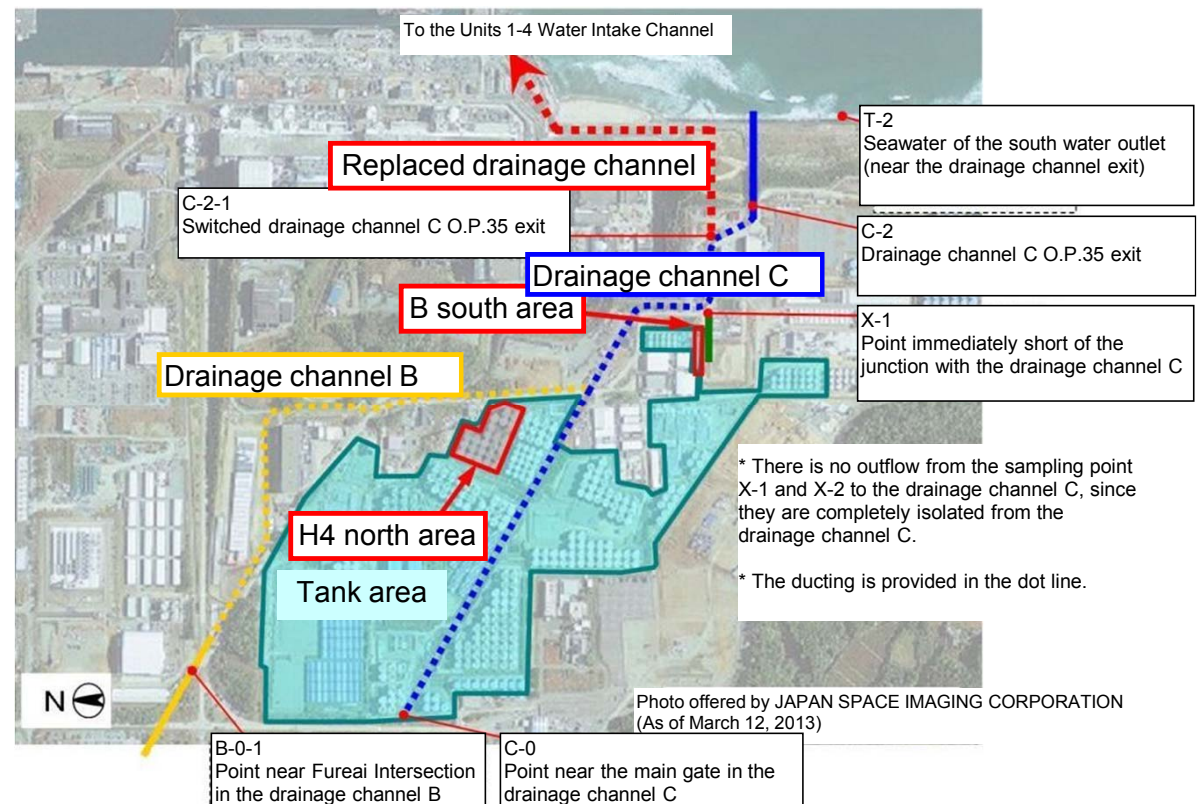 To the Units 1-4 Water Intake Channel
T-2
Seawater of the south water outlet
(near the drainage channel exit)
Replaced drainage channel
C-2-1
Switched drainage channel C O.P.35 exit
C-2
Drainage channel C O.P.35 exit
Drainage channel C
B south area
X-1
Point immediately short of the
junction with the drainage channel C
Drainage channel B
* There is no outflow from the sampling point
X-1 and X-2 to the drainage channel C, since
they are completely isolated from the
drainage channel C.
H4 north area
* The ducting is provided in the dot line.
Tank area
N
Photo offered by JAPAN SPACE IMAGING CORPORATION
(As of March 12, 2013)
B-0-1
Point near Fureai Intersection
in the drainage channel B
C-0
Point near the main gate in the
drainage channel C